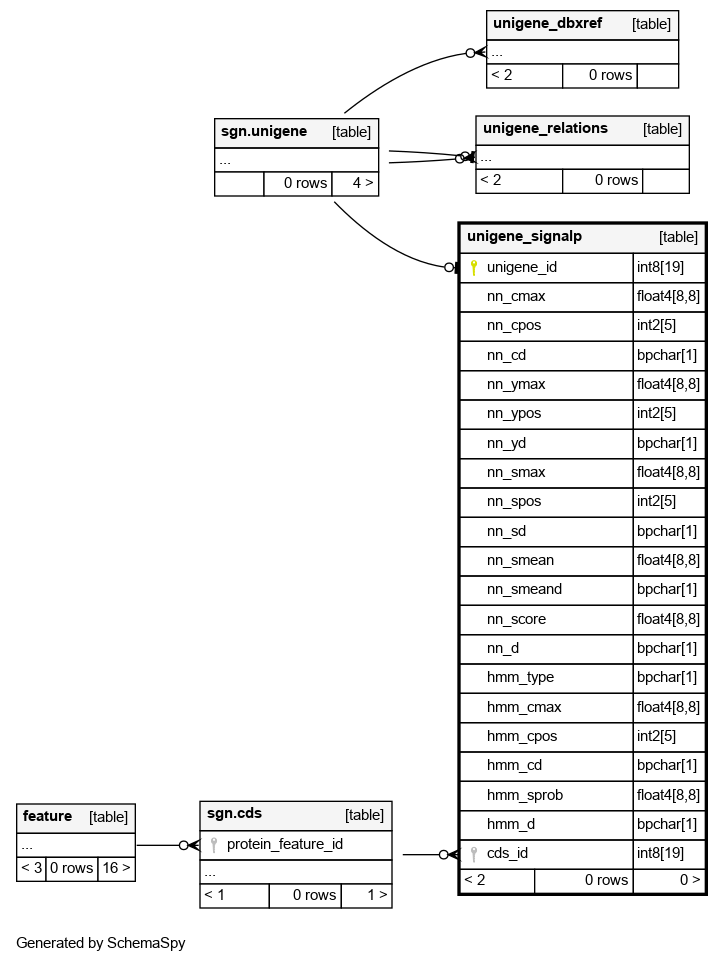 unigene_dbxref [table]
...
< 2 0 rows
sgn.unigene [table]
...
0 rows 4 >
unigene_relations [table]
...
< 2 0 rows
unigene_signalp [table]
unigene_id int8[19]
nn_cmax float4[8,8]
nn_cpos int2[5]
nn_cd bpchar[1]
nn_ymax float4[8,8]
nn_ypos int2[5]
nn_yd bpchar[1]
nn_smax float4[8,8]
nn_spos int2[5]
nn_sd bpchar[1]
nn_smean float4[8,8]
nn_smeand bpchar[1]
nn_score float4[8,8]
nn_d bpchar[1]
hmm_type bpchar[1]
hmm_cmax float4[8,8]
hmm_cpos int2[5]
hmm_cd bpchar[1]
hmm_sprob float4[8,8]
hmm_d bpchar[1]
cds_id int8[19]
< 2 0 rows 0 >
feature [table]
...
< 3 0 rows 16 >
sgn.cds [table]
protein_feature_id
...
< 1 0 rows 1 >
Generated by SchemaSpy